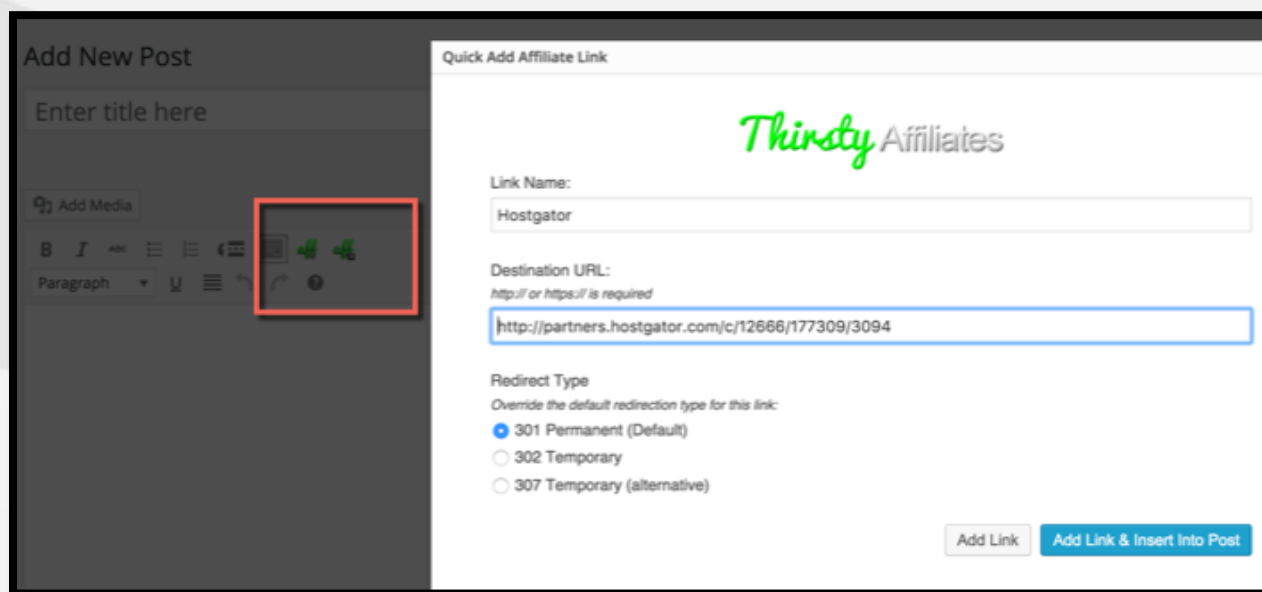 Add New Post
Enter title here
Add Media
B I ABC
Paragraph U
Quick Add Affiliate Link
Thirsty Affiliates
Link Name:
Hostgator
Destination URL:
http:// or https:// is required
http://partners.hostgator.com/c/12666/177309/3094
Redirect Type
Override the default redirection type for this link:
301 Permanent (Default)
302 Temporary
307 Temporary (alternative)
Add Link Add Link & Insert Into Post